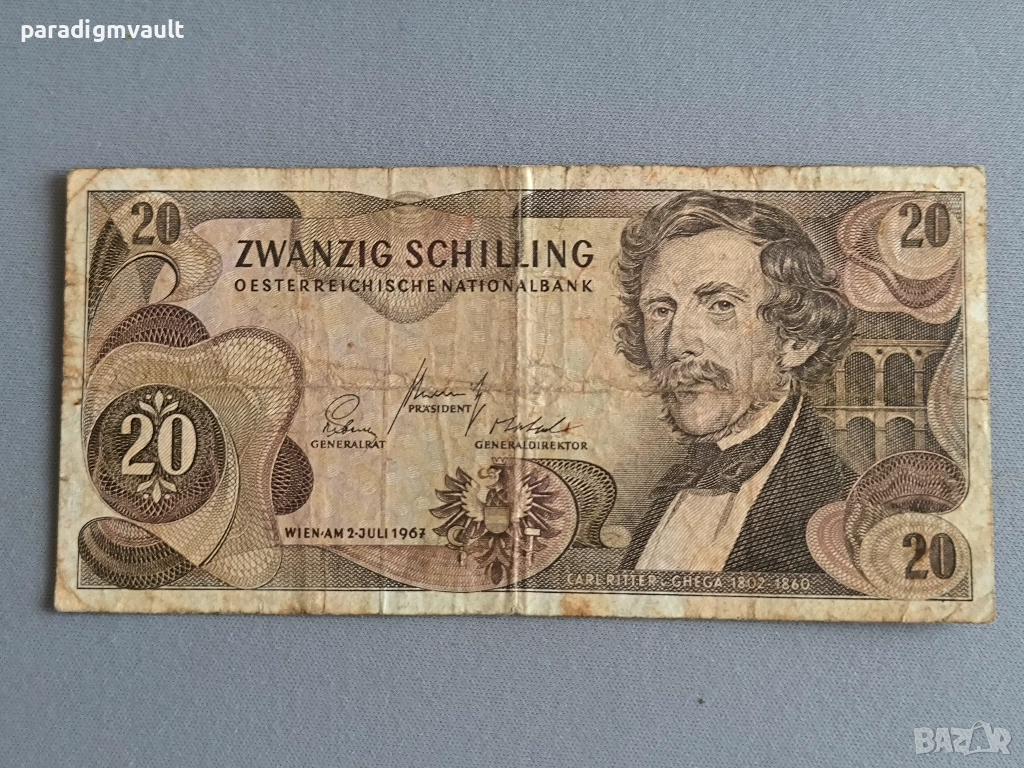 paradigmvault
20
20
ZWANZIG SCHILLING
OESTERREICHISCHE NATIONALBANK
PRÄSIDENT
GENERALRAT
GENERALDIREKTOR
20
WIEN·AM 2·JULI 1967
CARL RITTER v. GHEGA 1802 1860
20
BAZAR